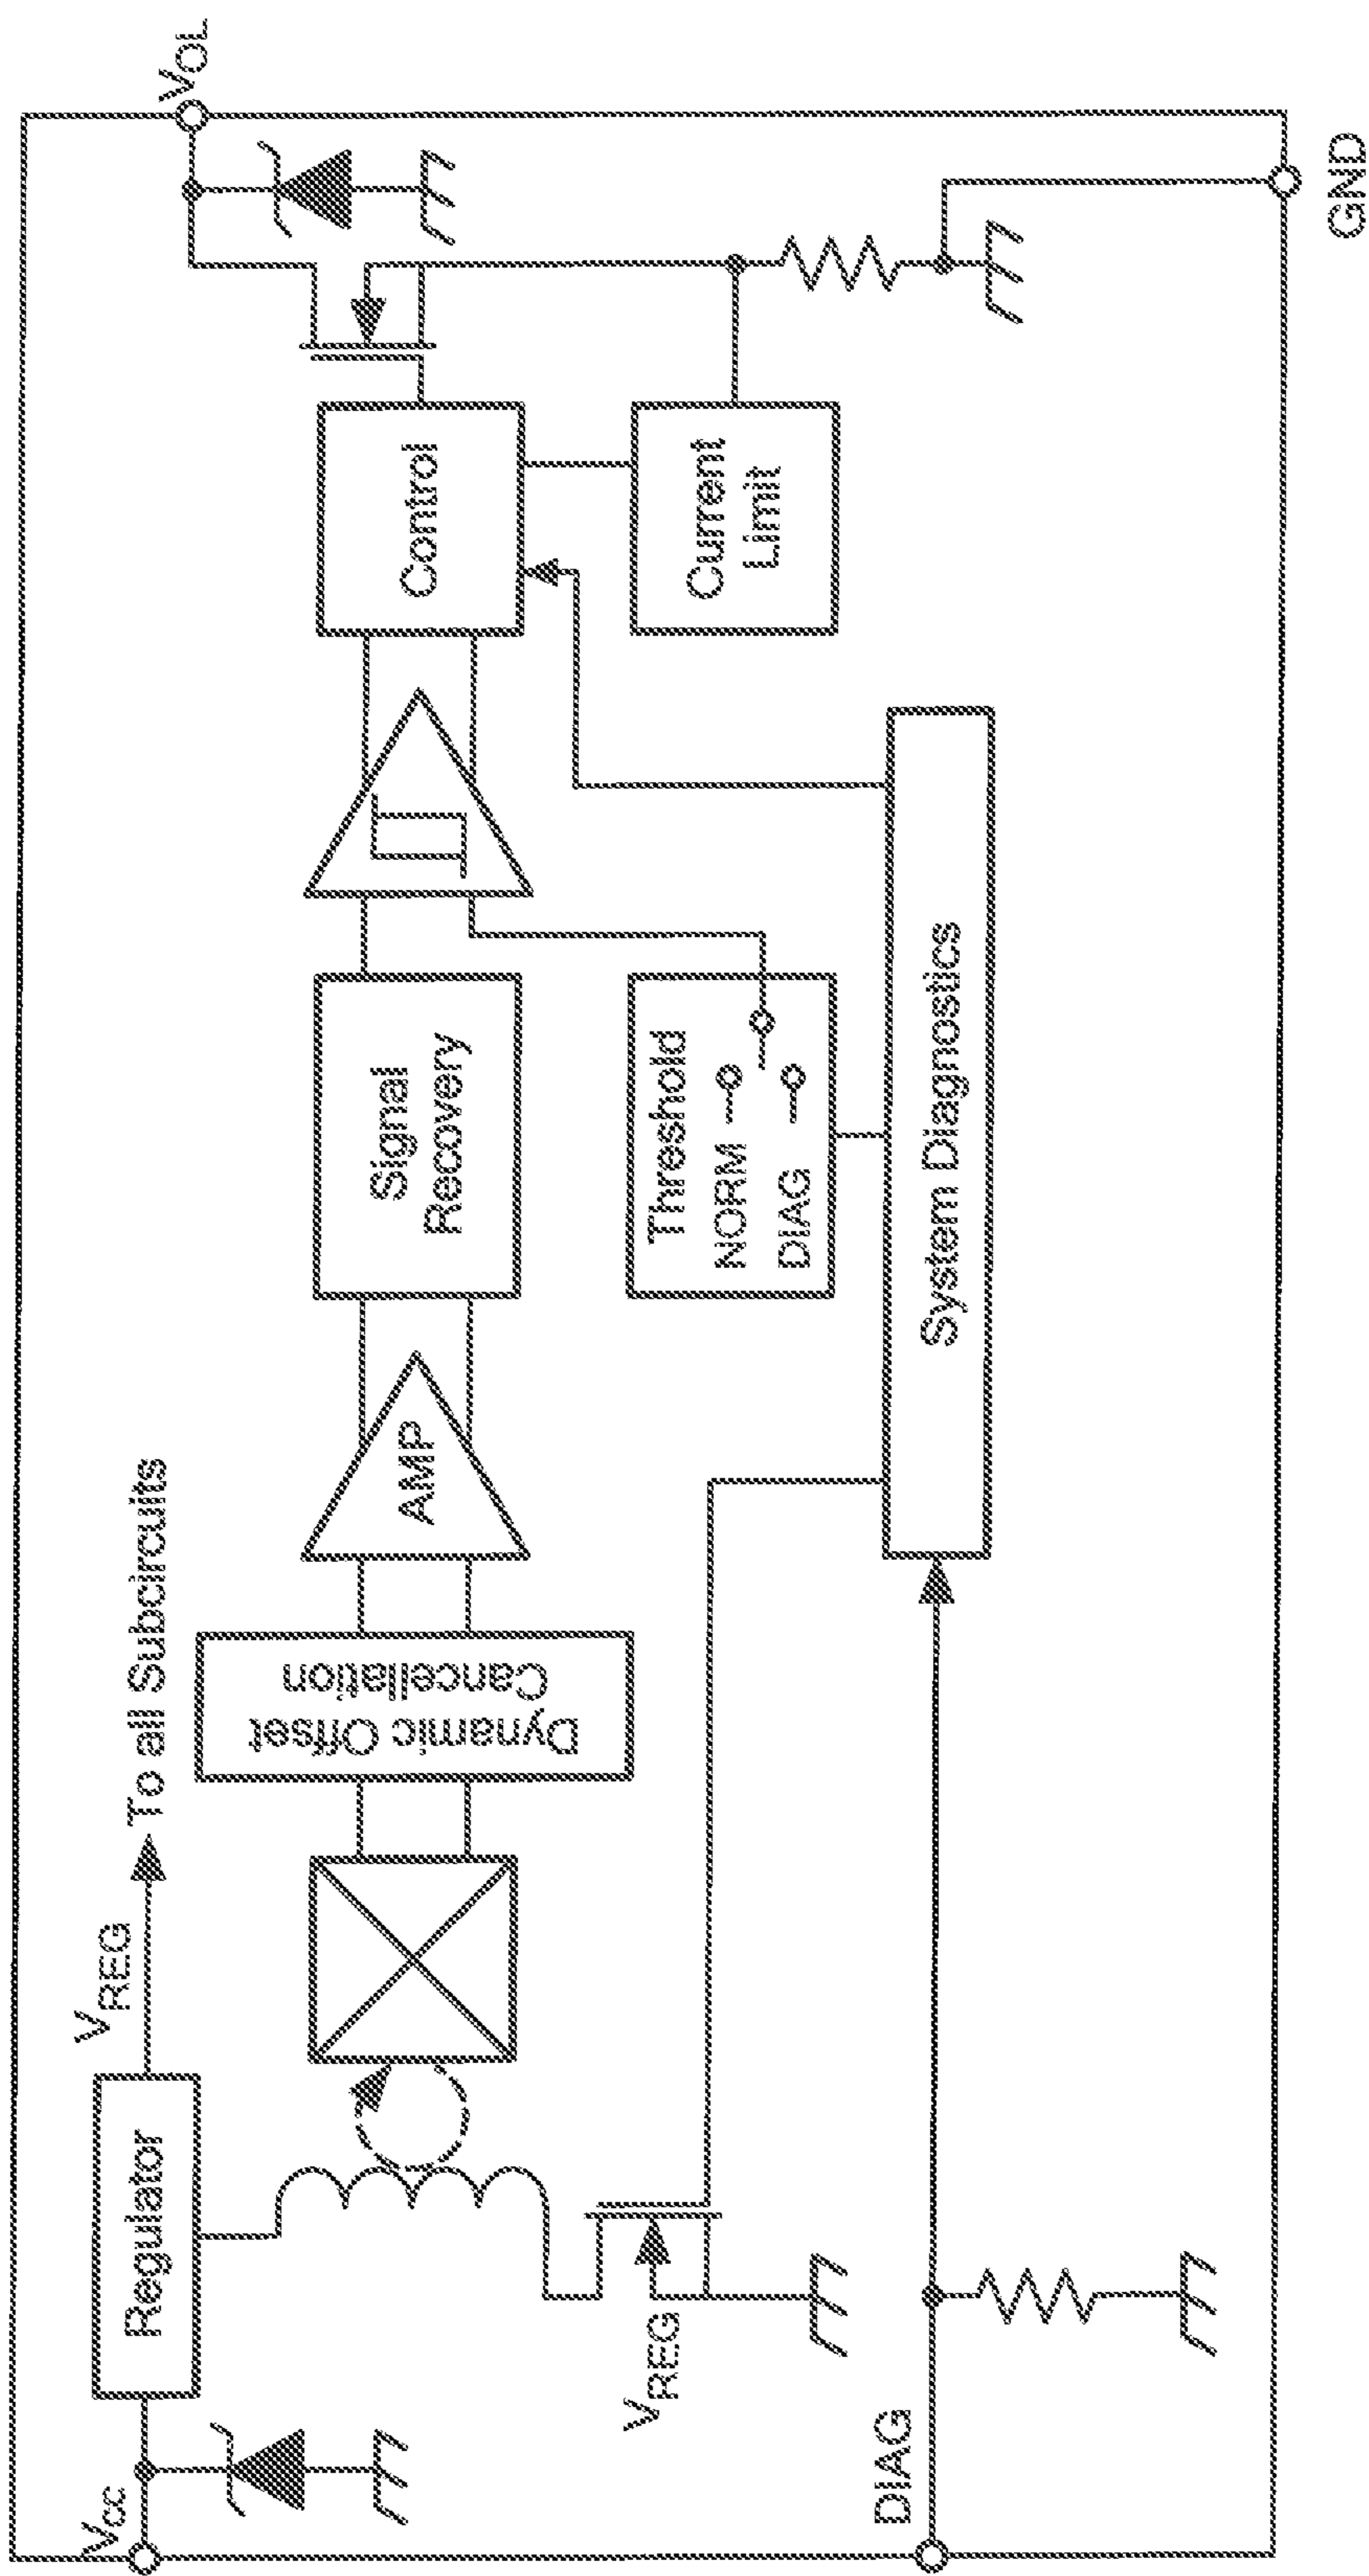 V_CC
Regulator
V_REG
To all Subcircuits
V_OL
Dynamic Offset
Cancellation
AMP
Signal
Recovery
Control
Current
Limit
V_REG
Threshold
NORM
DIAG
DIAG
System Diagnostics
GND